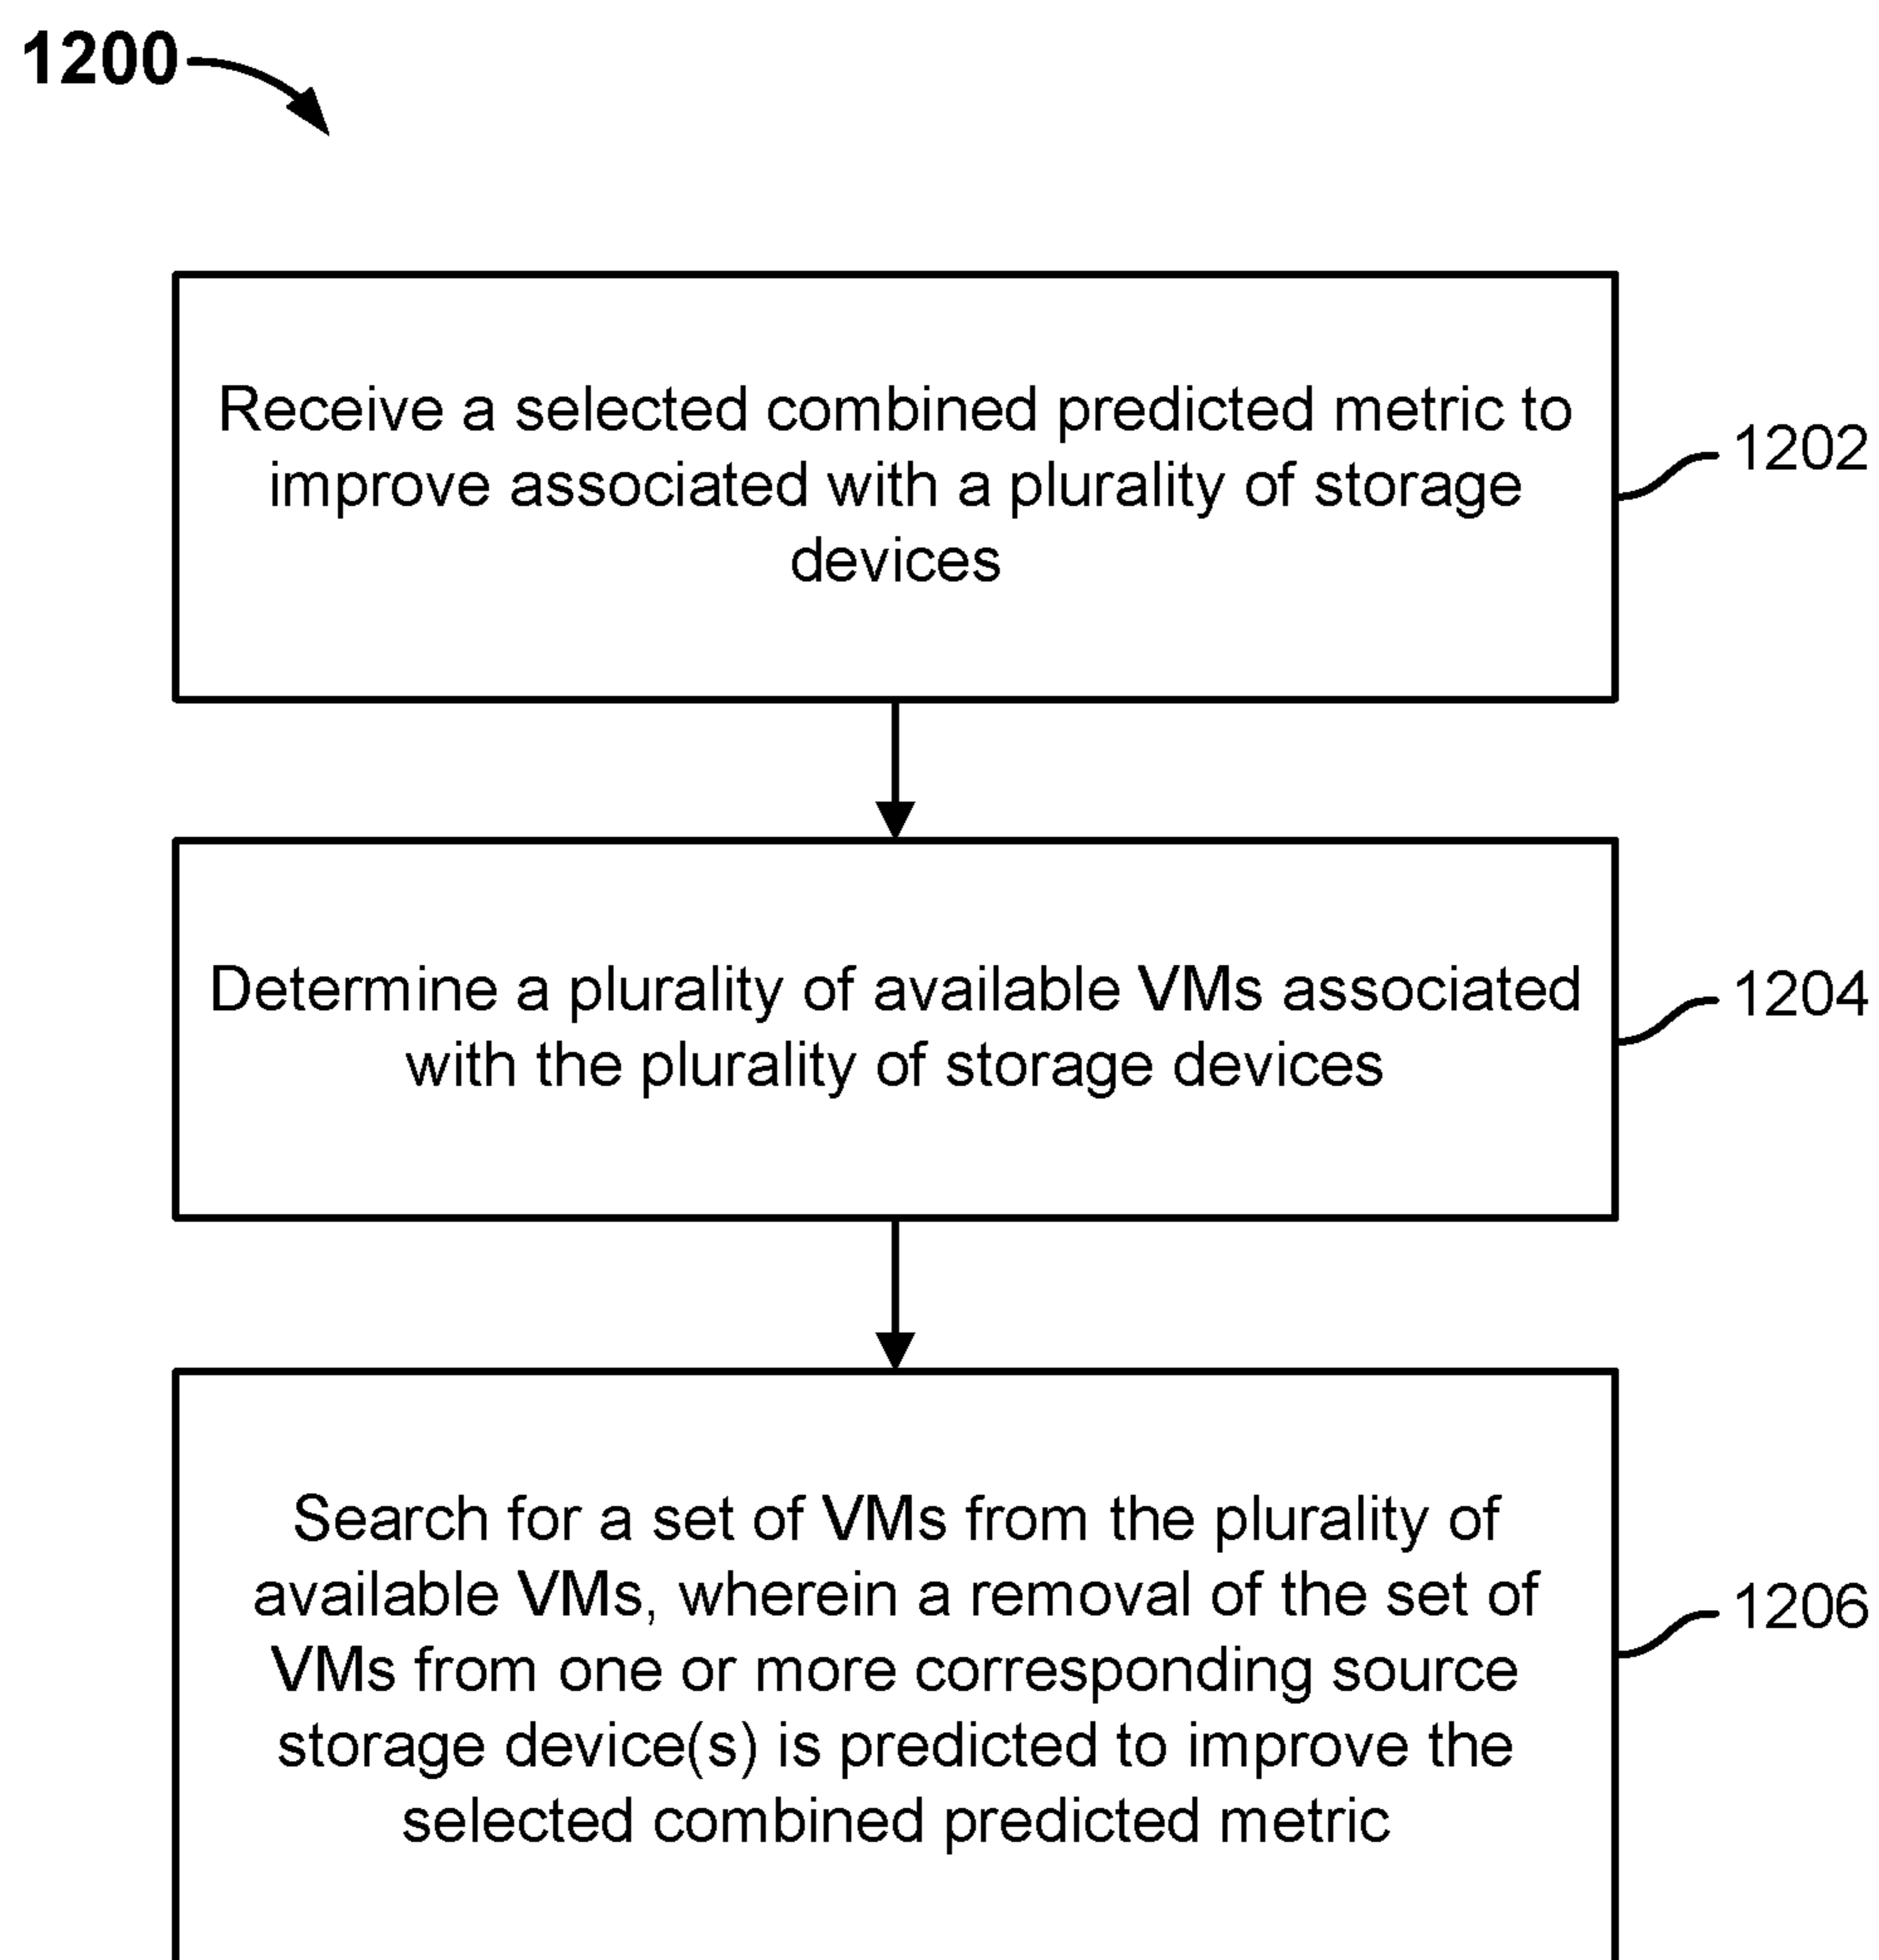 1200
Receive a selected combined predicted metric to
improve associated with a plurality of storage
devices
1202
Determine a plurality of available VMs associated
with the plurality of storage devices
1204
Search for a set of VMs from the plurality of
available VMs, wherein a removal of the set of
VMs from one or more corresponding source
storage device(s) is predicted to improve the
selected combined predicted metric
1206